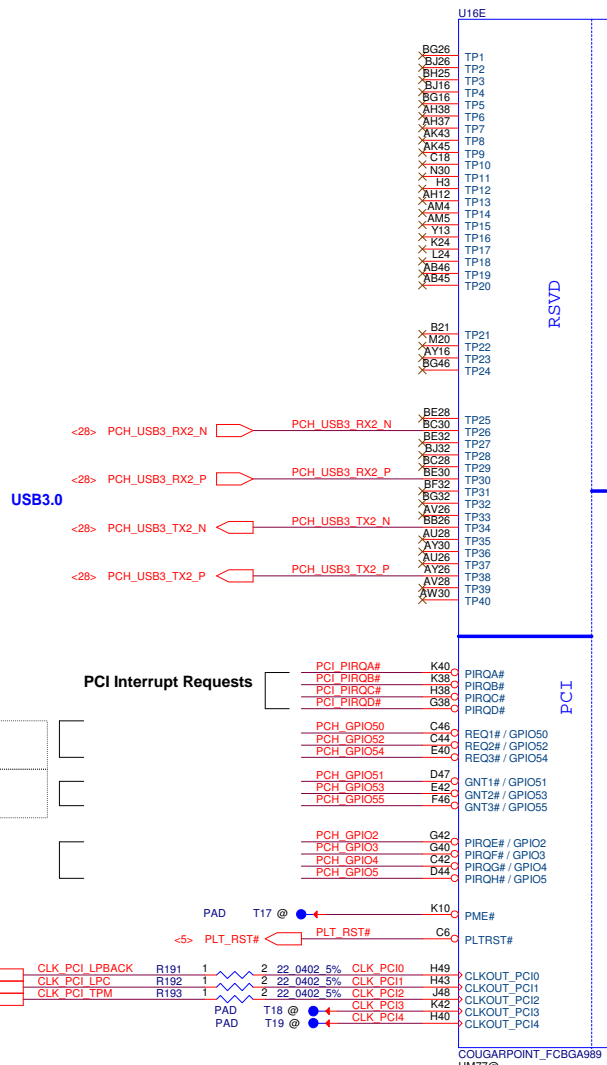 U16E
BG26 TP1
BJ26 TP2
BH25 TP3
BJ16 TP4
BG16 TP5
AH38 TP6
AH37 TP7
AK43 TP8
AK45 TP9
C18 TP10
N30 TP11
H3 TP12
AH12 TP13
AM4 TP14
AM5 TP15
Y13 TP16
K24 TP17
L24 TP18
AB46 TP19
AB45 TP20
RSVD
B21 TP21
M20 TP22
AY16 TP23
BG46 TP24
BE28 TP25
<28> PCH_USB3_RX2_N PCH_USB3_RX2_N BC30 TP26
BE32 TP27
BJ32 TP28
BC28 TP29
<28> PCH_USB3_RX2_P PCH_USB3_RX2_P BE30 TP30
BF32 TP31
USB3.0
BG32 TP32
AV26 TP33
<28> PCH_USB3_TX2_N PCH_USB3_TX2_N BB26 TP34
AU28 TP35
AY30 TP36
AU26 TP37
<28> PCH_USB3_TX2_P PCH_USB3_TX2_P AY26 TP38
AV28 TP39
AW30 TP40
PCI Interrupt Requests
PCI_PIRQA# K40 PIRQA#
PCI_PIRQB# K38 PIRQB#
PCI_PIRQC# H38 PIRQC#
PCI_PIRQD# G38 PIRQD#
PCI
PCH_GPIO50 C46 REQ1# / GPIO50
PCH_GPIO52 C44 REQ2# / GPIO52
PCH_GPIO54 E40 REQ3# / GPIO54
PCH_GPIO51 D47 GNT1# / GPIO51
PCH_GPIO53 E42 GNT2# / GPIO53
PCH_GPIO55 F46 GNT3# / GPIO55
PCH_GPIO2 G42 PIRQE# / GPIO2
PCH_GPIO3 G40 PIRQF# / GPIO3
PCH_GPIO4 C42 PIRQG# / GPIO4
PCH_GPIO5 D44 PIRQH# / GPIO5
PAD T17 @ K10 PME#
<5> PLT_RST# PLT_RST# C6 PLTRST#
CLK_PCI_LPBACK R191 1 2 22_0402_5% CLK_PCI0 H49 CLKOUT_PCI0
CLK_PCI_LPC R192 1 2 22_0402_5% CLK_PCI1 H43 CLKOUT_PCI1
CLK_PCI_TPM R193 1 2 22_0402_5% CLK_PCI2 J48 CLKOUT_PCI2
PAD T18 @ CLK_PCI3 K42 CLKOUT_PCI3
PAD T19 @ CLK_PCI4 H40 CLKOUT_PCI4
COUGARPOINT_FCBGA989
HM77@